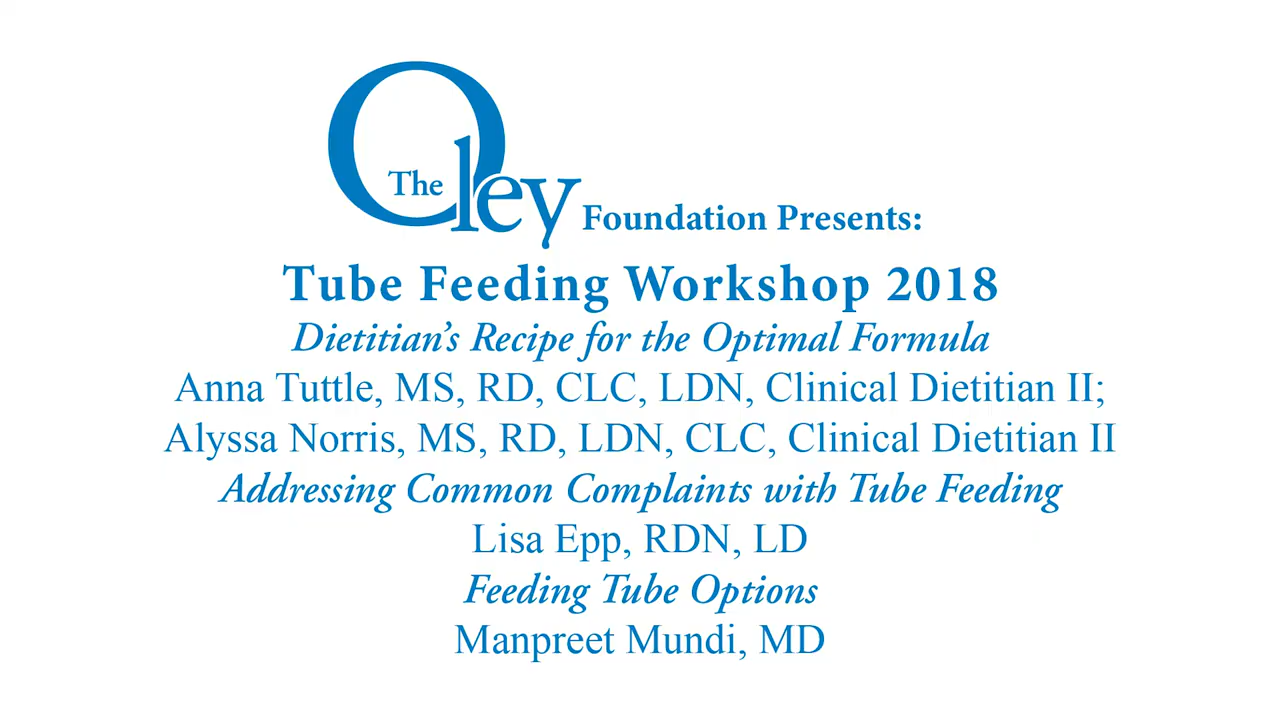 The Oley Foundation Presents:
Tube Feeding Workshop 2018
Dietitian's Recipe for the Optimal Formula
Anna Tuttle, MS, RD, CLC, LDN, Clinical Dietitian II;
Alyssa Norris, MS, RD, LDN, CLC, Clinical Dietitian II
Addressing Common Complaints with Tube Feeding
Lisa Epp, RDN, LD
Feeding Tube Options
Manpreet Mundi, MD